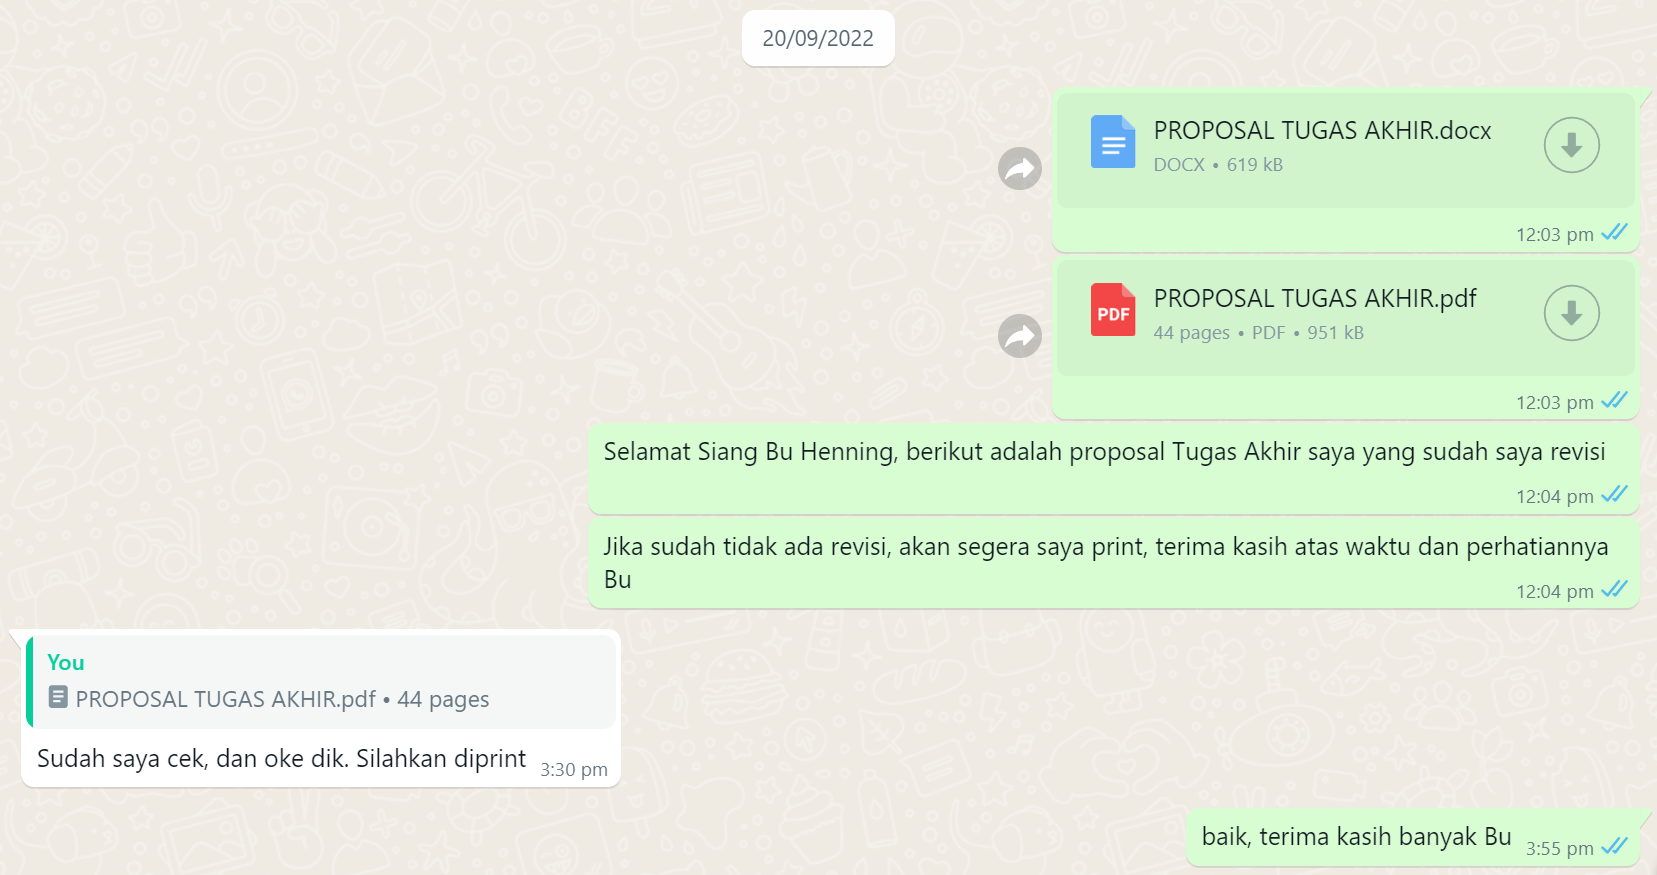 20/09/2022
PROPOSAL TUGAS AKHIR.docx
DOCX • 619 kB
12:03 pm
PDF
PROPOSAL TUGAS AKHIR.pdf
44 pages • PDF • 951 kB
12:03 pm
Selamat Siang Bu Henning, berikut adalah proposal Tugas Akhir saya yang sudah saya revisi
12:04 pm
Jika sudah tidak ada revisi, akan segera saya print, terima kasih atas waktu dan perhatiannya
Bu
12:04 pm
You
PROPOSAL TUGAS AKHIR.pdf • 44 pages
Sudah saya cek, dan oke dik. Silahkan diprint
3:30 pm
baik, terima kasih banyak Bu
3:55 pm